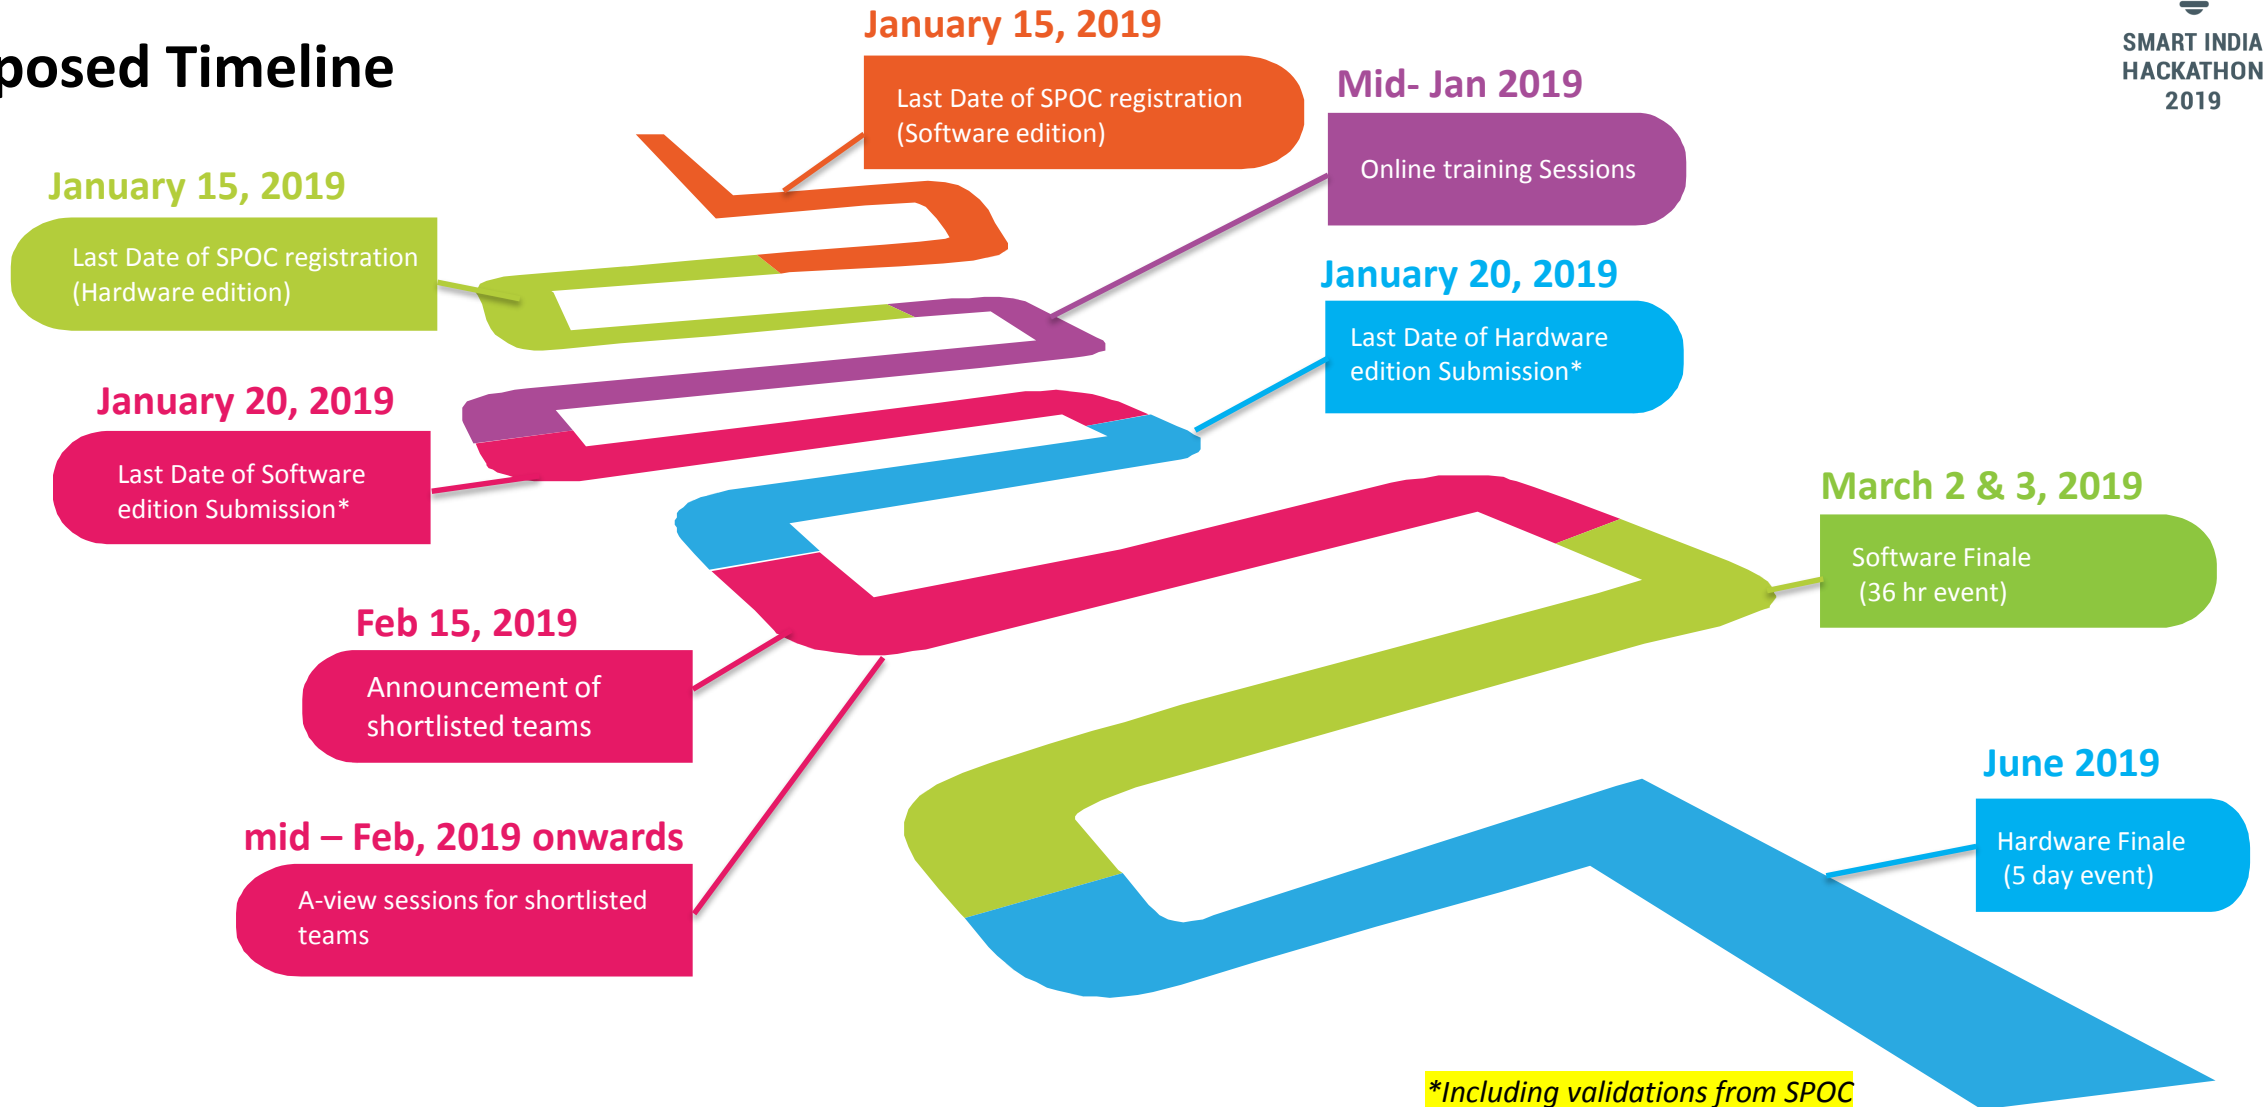 posed Timeline
SMART INDIA
HACKATHON
2019
January 15, 2019
Last Date of SPOC registration
(Software edition)
January 15, 2019
Last Date of SPOC registration
(Hardware edition)
Mid- Jan 2019
Online training Sessions
January 20, 2019
Last Date of Software
edition Submission*
January 20, 2019
Last Date of Hardware
edition Submission*
Feb 15, 2019
Announcement of
shortlisted teams
mid – Feb, 2019 onwards
A-view sessions for shortlisted
teams
March 2 & 3, 2019
Software Finale
(36 hr event)
June 2019
Hardware Finale
(5 day event)
*Including validations from SPOC